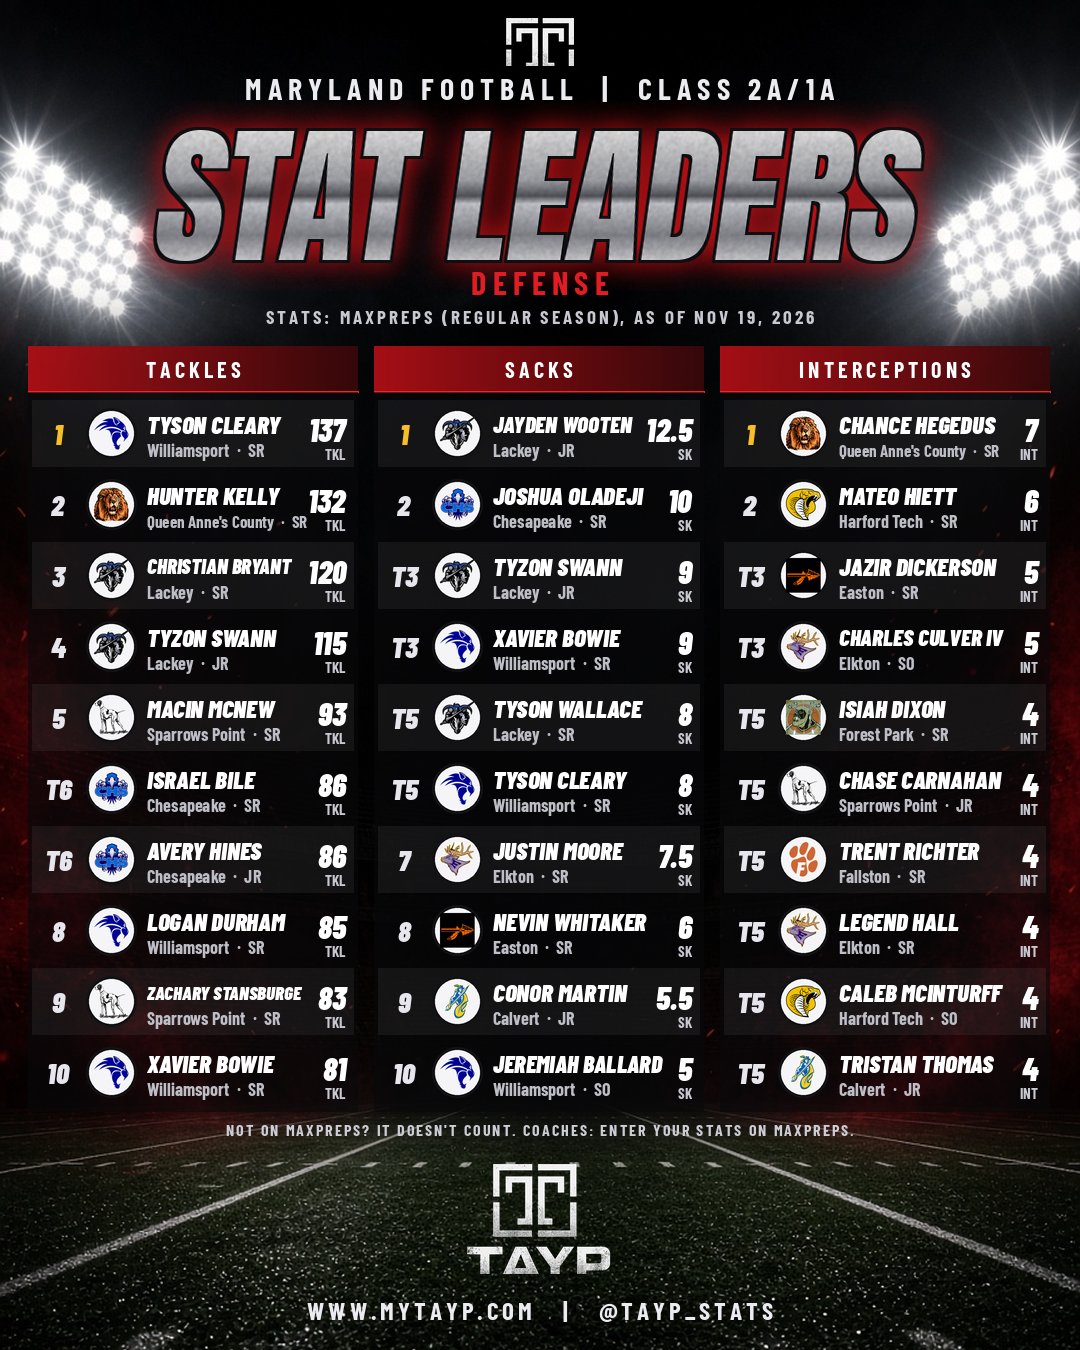 MARYLAND FOOTBALL | CLASS 2A/1A
STAT LEADERS
DEFENSE
STATS: MAXPREPS (REGULAR SEASON), AS OF NOV 19, 2026
TACKLES
1 TYSON CLEARY 137
Williamsport · SR TKL
2 HUNTER KELLY 132
Queen Anne's County · SR TKL
3 CHRISTIAN BRYANT 120
Lackey · SR TKL
4 TYZON SWANN 115
Lackey · JR TKL
5 MACIN MCNEW 93
Sparrows Point · SR TKL
T6 ISRAEL BILE 86
Chesapeake · SR TKL
T6 AVERY HINES 86
Chesapeake · JR TKL
8 LOGAN DURHAM 85
Williamsport · SR TKL
9 ZACHARY STANSBURGE 83
Sparrows Point · SR TKL
10 XAVIER BOWIE 81
Williamsport · SR TKL
SACKS
1 JAYDEN WOOTEN 12.5
Lackey · JR SK
2 JOSHUA OLADEJI 10
Chesapeake · SR SK
T3 TYZON SWANN 9
Lackey · JR SK
T3 XAVIER BOWIE 9
Williamsport · SR SK
T5 TYSON WALLACE 8
Lackey · SR SK
T5 TYSON CLEARY 8
Williamsport · SR SK
7 JUSTIN MOORE 7.5
Elkton · SR SK
8 NEVIN WHITAKER 6
Easton · SR SK
9 CONOR MARTIN 5.5
Calvert · JR SK
10 JEREMIAH BALLARD 5
Williamsport · SO SK
INTERCEPTIONS
1 CHANCE HEGEDUS 7
Queen Anne's County · SR INT
2 MATEO HIETT 6
Harford Tech · SR INT
T3 JAZIR DICKERSON 5
Easton · SR INT
T3 CHARLES CULVER IV 5
Elkton · SO INT
T5 ISIAH DIXON 4
Forest Park · SR INT
T5 CHASE CARNAHAN 4
Sparrows Point · JR INT
T5 TRENT RICHTER 4
Fallston · SR INT
T5 LEGEND HALL 4
Elkton · SR INT
T5 CALEB MCINTURFF 4
Harford Tech · SO INT
T5 TRISTAN THOMAS 4
Calvert · JR INT
NOT ON MAXPREPS? IT DOESN'T COUNT. COACHES: ENTER YOUR STATS ON MAXPREPS.
TAYP
WWW.MYTAYP.COM | @TAYP_STATS